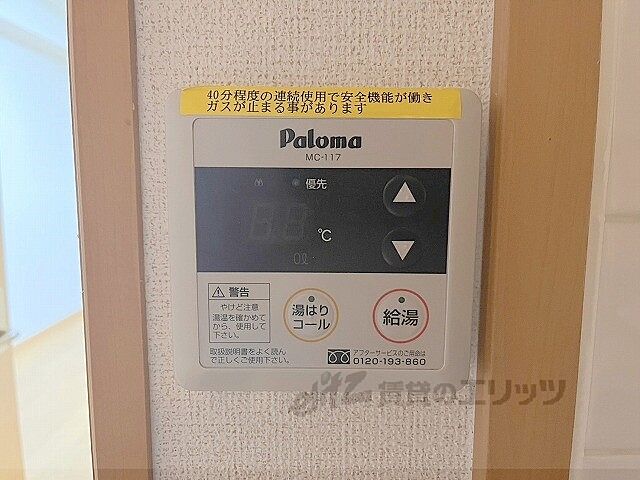 40分程度の連続使用で安全機能が働き
ガスが止まる事があります
Paloma
MC-117
優先
88
℃
0ℓ
警告
やけど注意
湯温を確かめて
から、使用して
下さい。
湯はり
コール
給湯
取扱説明書をよく読ん
で正しくご使用下さい。
アフターサービスのご用命は
0120-193-860
賃貸のエリッツ